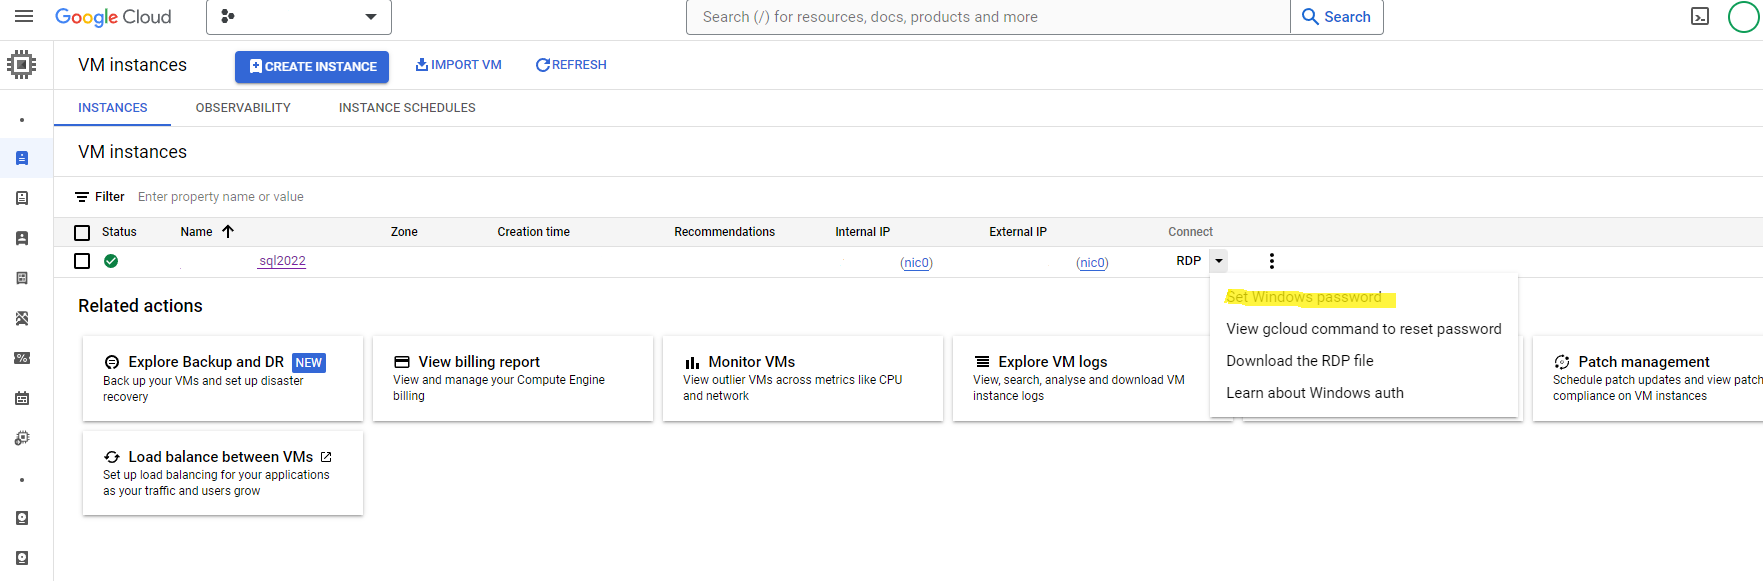 Google Cloud
Search (/) for resources, docs, products and more
Search
VM instances
CREATE INSTANCE
IMPORT VM
REFRESH
INSTANCES
OBSERVABILITY
INSTANCE SCHEDULES
VM instances
Filter Enter property name or value
Status Name Zone Creation time Recommendations Internal IP External IP Connect
sql2022 (nic0) (nic0) RDP
Set Windows password
View gcloud command to reset password
Download the RDP file
Learn about Windows auth
Related actions
Explore Backup and DR NEW
Back up your VMs and set up disaster
recovery
View billing report
View and manage your Compute Engine
billing
Monitor VMs
View outlier VMs across metrics like CPU
and network
Explore VM logs
View, search, analyse and download VM
instance logs
Patch management
Schedule patch updates and view patch
compliance on VM instances
Load balance between VMs
Set up load balancing for your applications
as your traffic and users grow